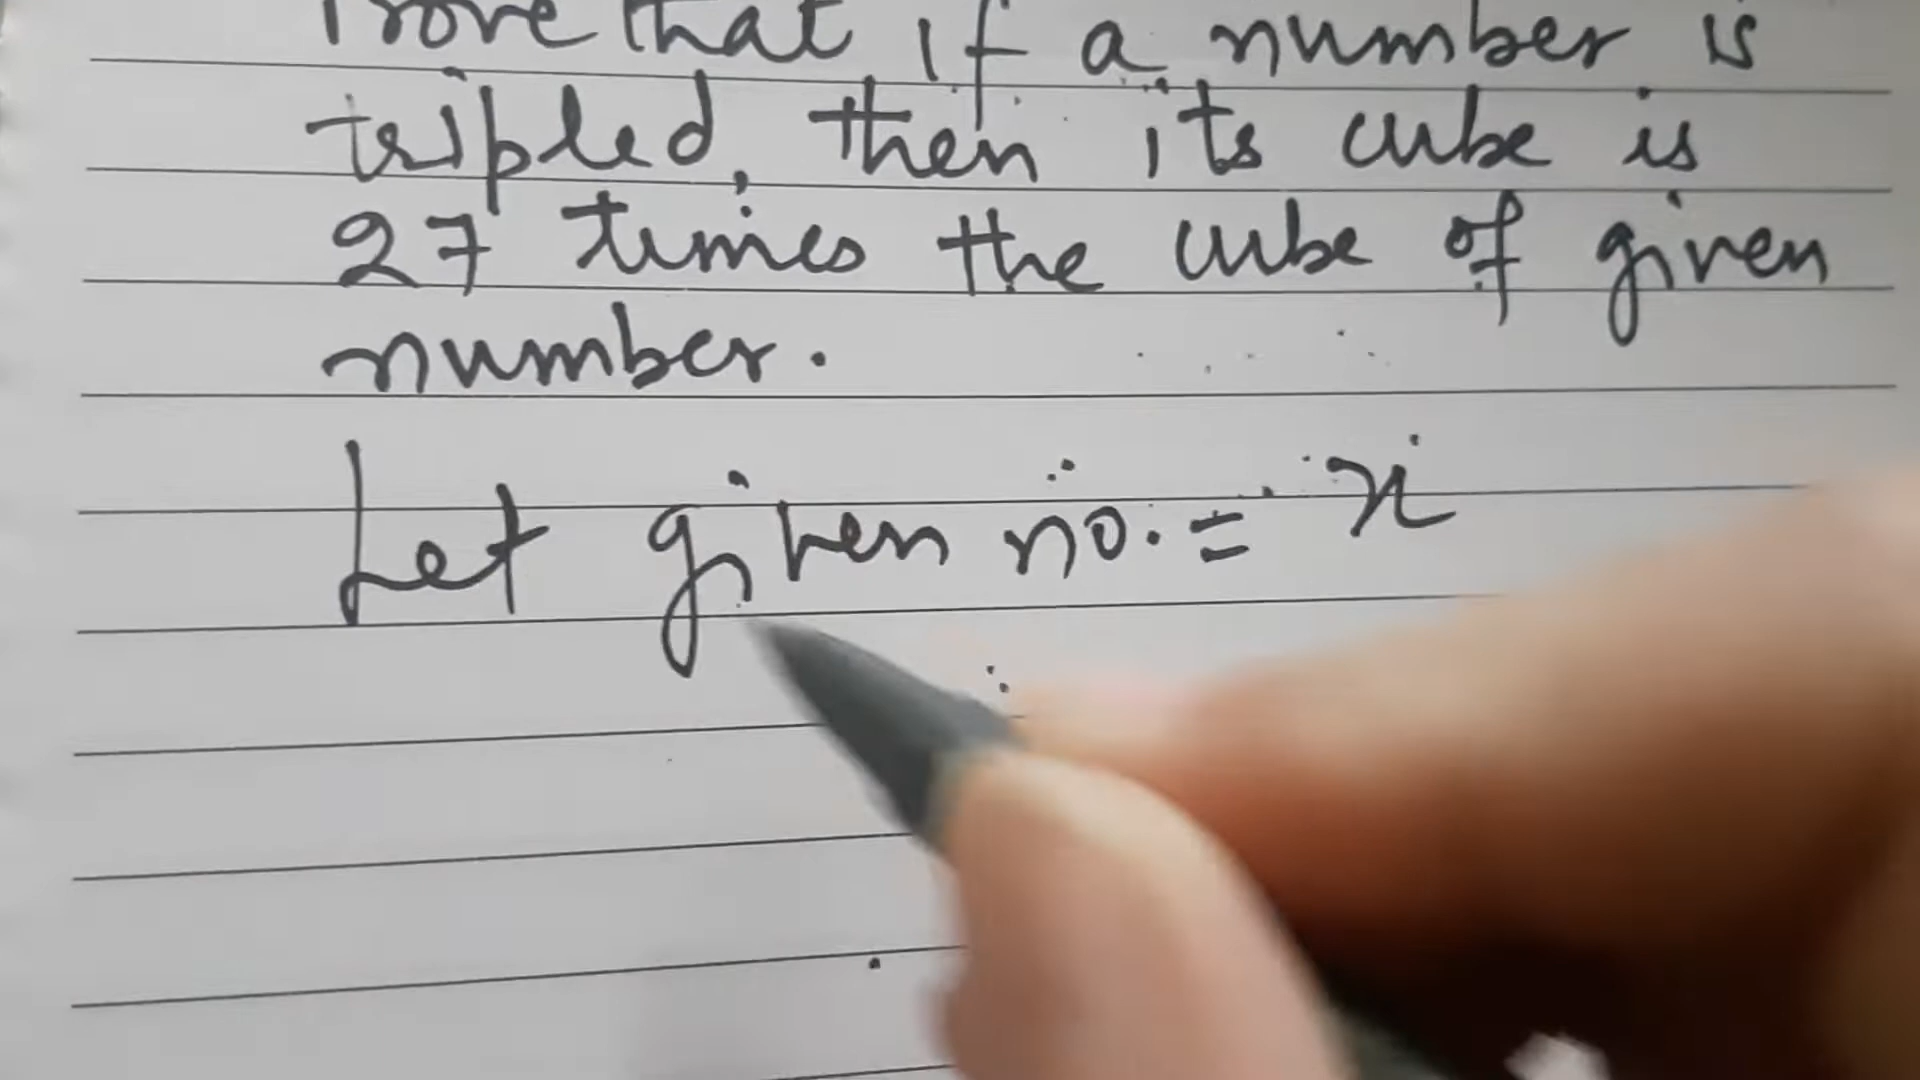 Prove that if a number is
tripled, then its cube is
27 times the cube of given
number.
Let given no. = x